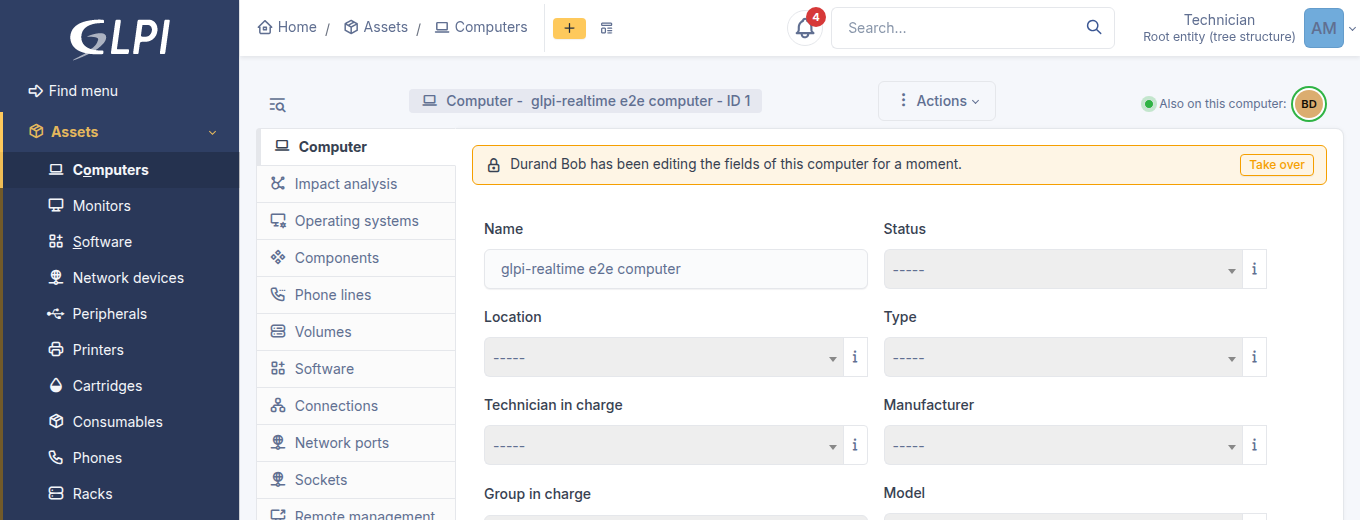 GLPI
Find menu
Assets
Computers
Monitors
Software
Network devices
Peripherals
Printers
Cartridges
Consumables
Phones
Racks
Home / Assets / Computers
4
Search...
Technician
Root entity (tree structure)
AM
Computer - glpi-realtime e2e computer - ID 1
Actions
Also on this computer: BD
Computer
Impact analysis
Operating systems
Components
Phone lines
Volumes
Software
Connections
Network ports
Sockets
Remote management
Durand Bob has been editing the fields of this computer for a moment. Take over
Name
glpi-realtime e2e computer
Status
-----
Location
-----
Type
-----
Technician in charge
-----
Manufacturer
-----
Group in charge
Model